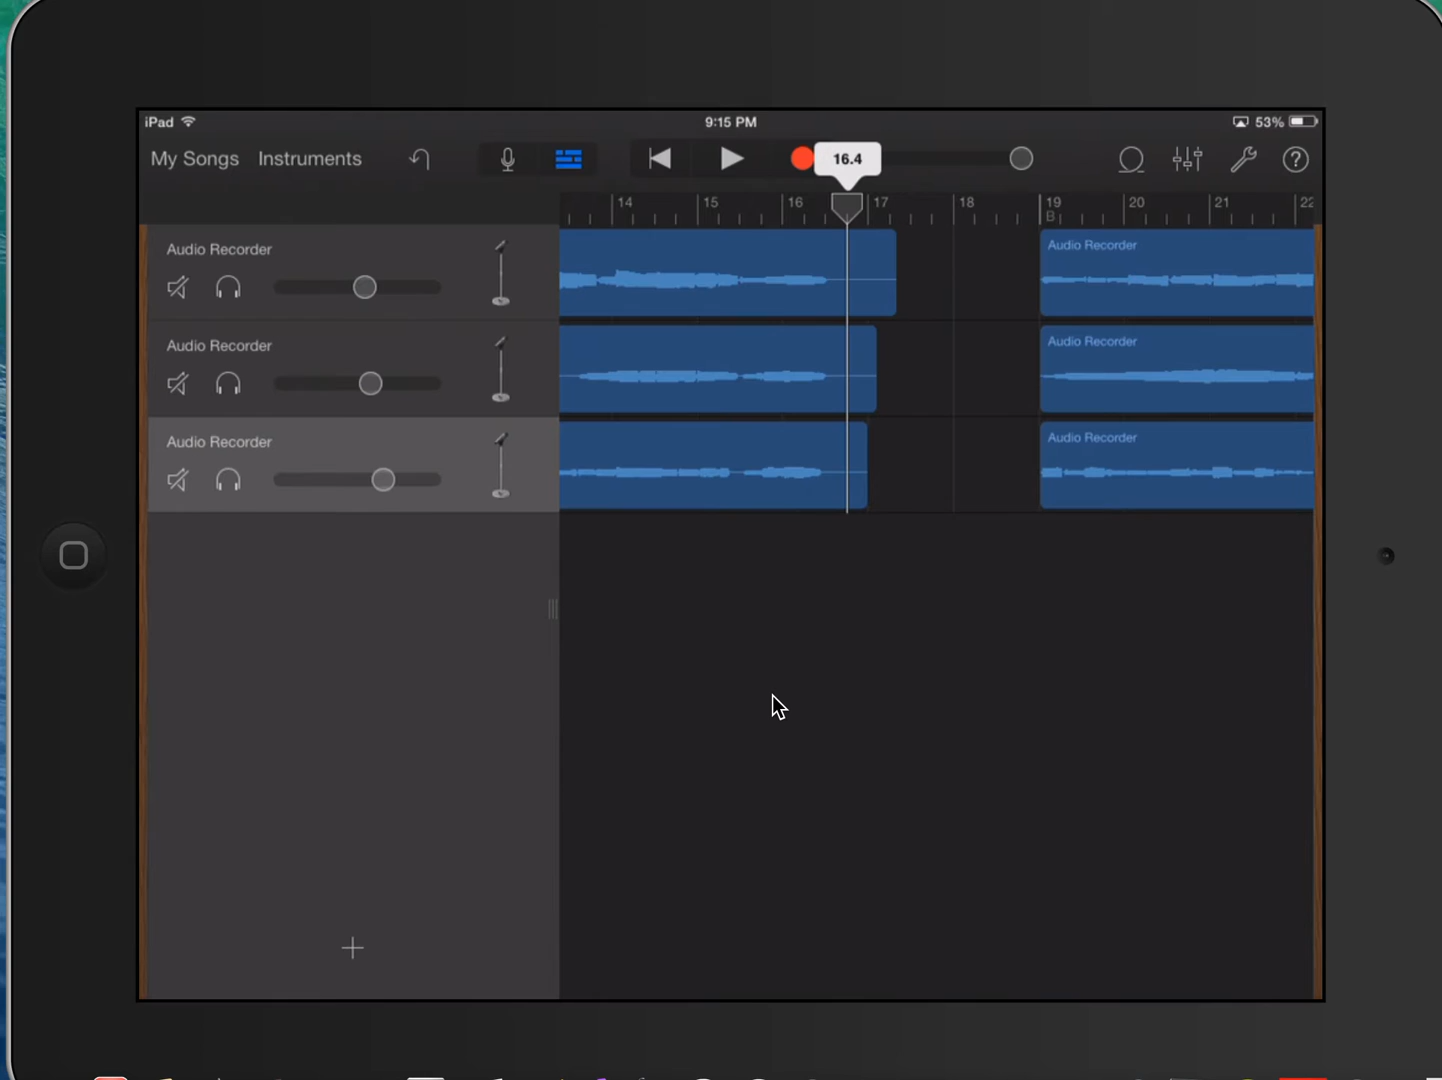 iPad 9:15 PM 53%
My Songs Instruments 16.4 ?
14 15 16 17 18 19 20 21 22
B
Audio Recorder Audio Recorder
Audio Recorder Audio Recorder
Audio Recorder Audio Recorder